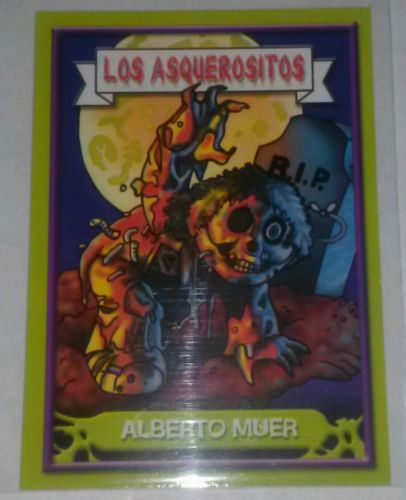 LOS ASQUEROSITOS
R.I.P.
ALBERTO MUER